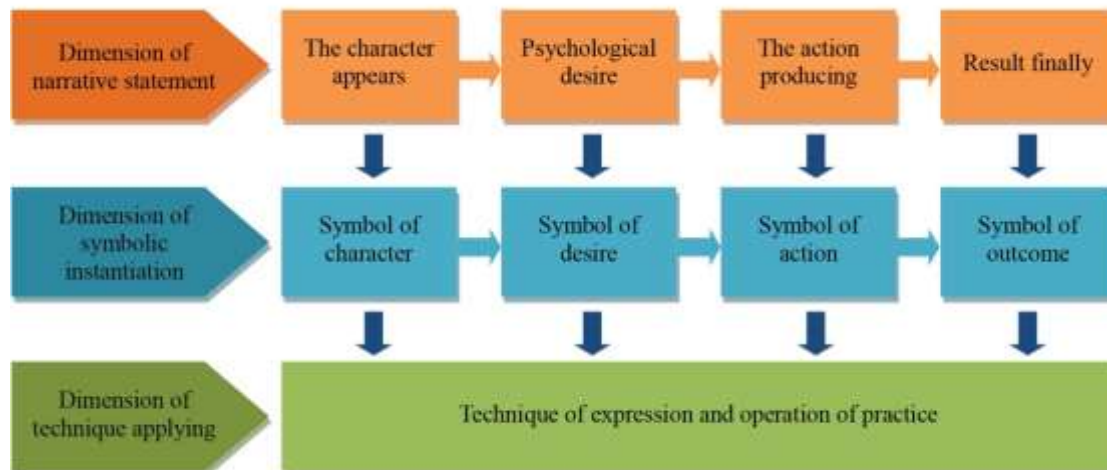 Dimension of
narrative statement
The character
appears
Psychological
desire
The action
producing
Result finally
Dimension of
symbolic
instantiation
Symbol of
character
Symbol of
desire
Symbol of
action
Symbol of
outcome
Dimension of
technique applying
Technique of expression and operation of practice